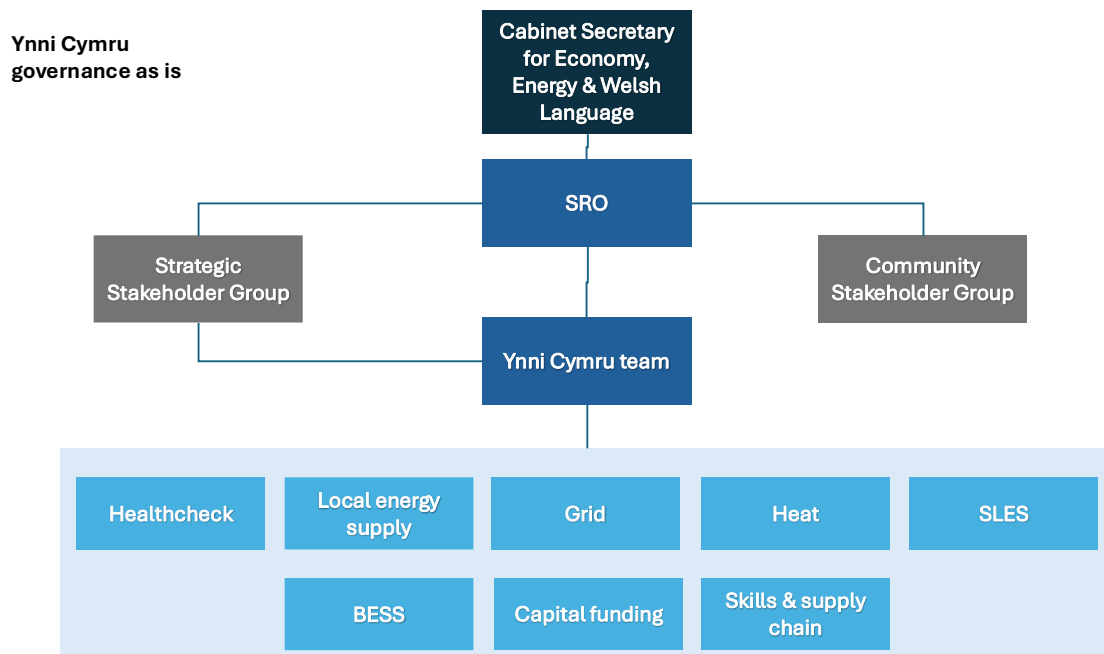 Ynni Cymru
governance as is
Cabinet Secretary
for Economy,
Energy & Welsh
Language
SRO
Strategic
Stakeholder Group
Community
Stakeholder Group
Ynni Cymru team
Healthcheck
Local energy
supply
Grid
Heat
SLES
BESS
Capital funding
Skills & supply
chain